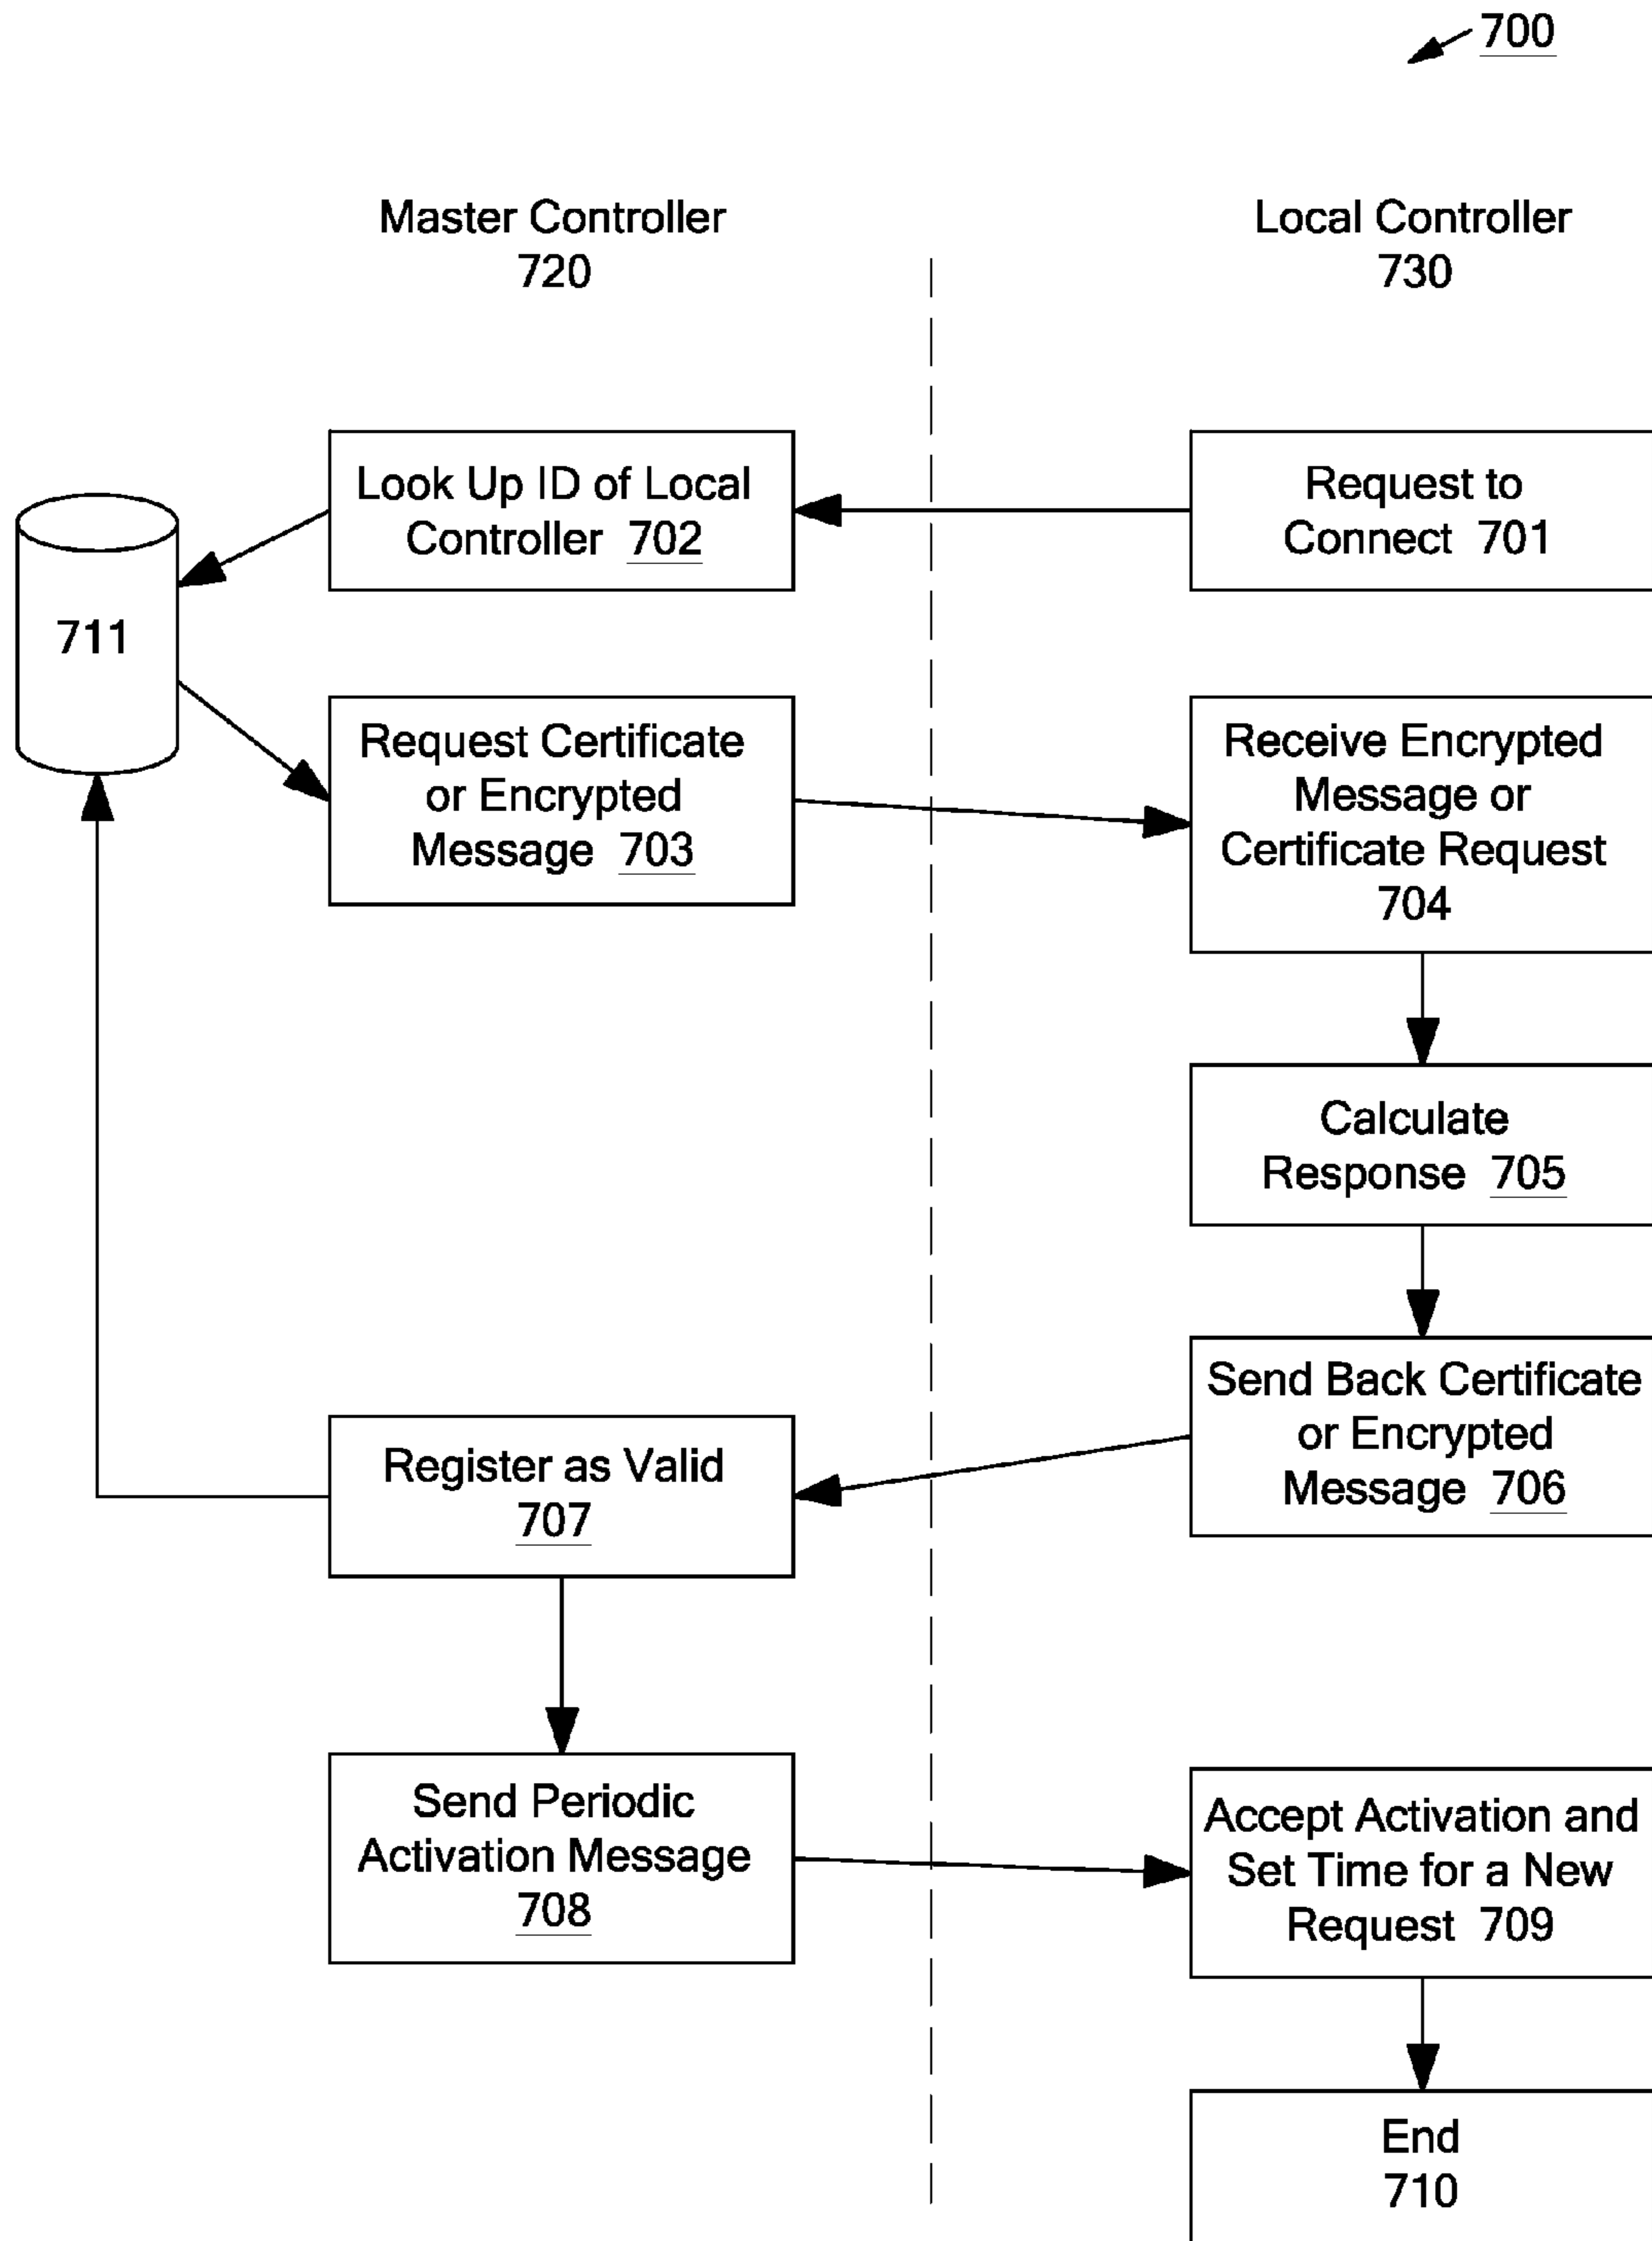 700
Master Controller
720
Local Controller
730
Look Up ID of Local
Controller 702
Request to
Connect 701
711
Request Certificate
or Encrypted
Message 703
Receive Encrypted
Message or
Certificate Request
704
Calculate
Response 705
Send Back Certificate
or Encrypted
Message 706
Register as Valid
707
Send Periodic
Activation Message
708
Accept Activation and
Set Time for a New
Request 709
End
710